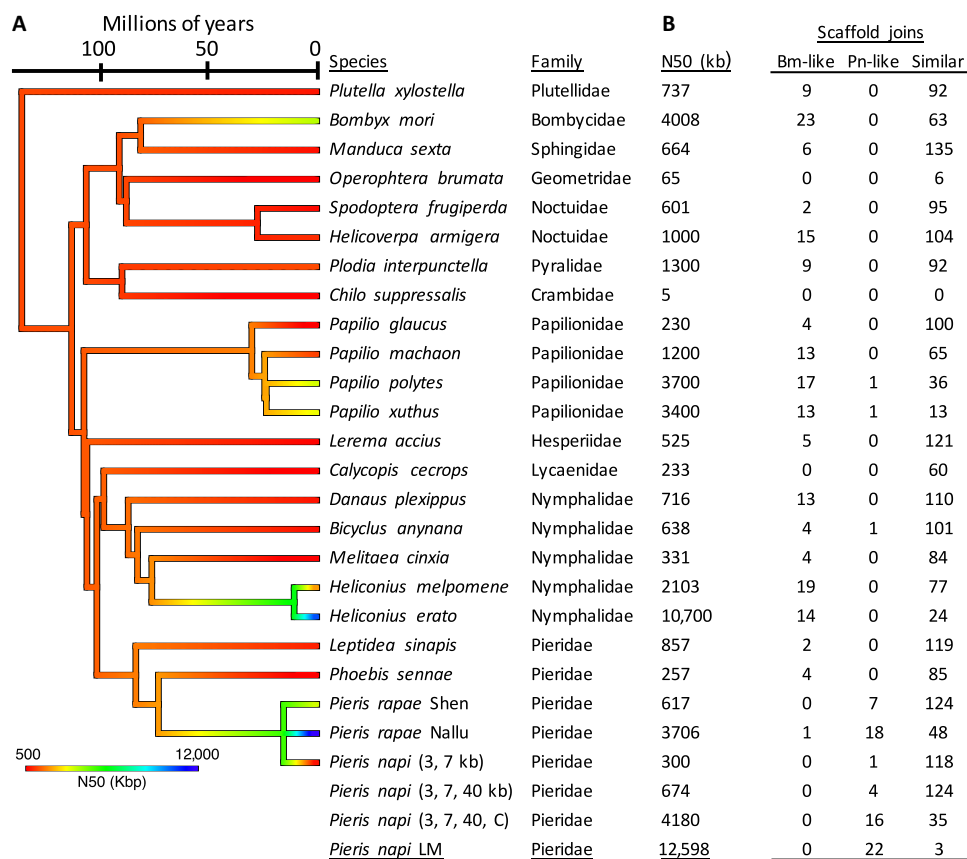 A Millions of years B
100 50 0 Scaffold joins
Species Family N50 (kb) Bm-like Pn-like Similar
Plutella xylostella Plutellidae 737 9 0 92
Bombyx mori Bombycidae 4008 23 0 63
Manduca sexta Sphingidae 664 6 0 135
Operophtera brumata Geometridae 65 0 0 6
Spodoptera frugiperda Noctuidae 601 2 0 95
Helicoverpa armigera Noctuidae 1000 15 0 104
Plodia interpunctella Pyralidae 1300 9 0 92
Chilo suppressalis Crambidae 5 0 0 0
Papilio glaucus Papilionidae 230 4 0 100
Papilio machaon Papilionidae 1200 13 0 65
Papilio polytes Papilionidae 3700 17 1 36
Papilio xuthus Papilionidae 3400 13 1 13
Lerema accius Hesperiidae 525 5 0 121
Calycopis cecrops Lycaenidae 233 0 0 60
Danaus plexippus Nymphalidae 716 13 0 110
Bicyclus anynana Nymphalidae 638 4 1 101
Melitaea cinxia Nymphalidae 331 4 0 84
Heliconius melpomene Nymphalidae 2103 19 0 77
Heliconius erato Nymphalidae 10,700 14 0 24
Leptidea sinapis Pieridae 857 2 0 119
Phoebis sennae Pieridae 257 4 0 85
Pieris rapae Shen Pieridae 617 0 7 124
Pieris rapae Nallu Pieridae 3706 1 18 48
Pieris napi (3, 7 kb) Pieridae 300 0 1 118
Pieris napi (3, 7, 40 kb) Pieridae 674 0 4 124
Pieris napi (3, 7, 40, C) Pieridae 4180 0 16 35
Pieris napi LM Pieridae 12,598 0 22 3
500 12,000
N50 (Kbp)